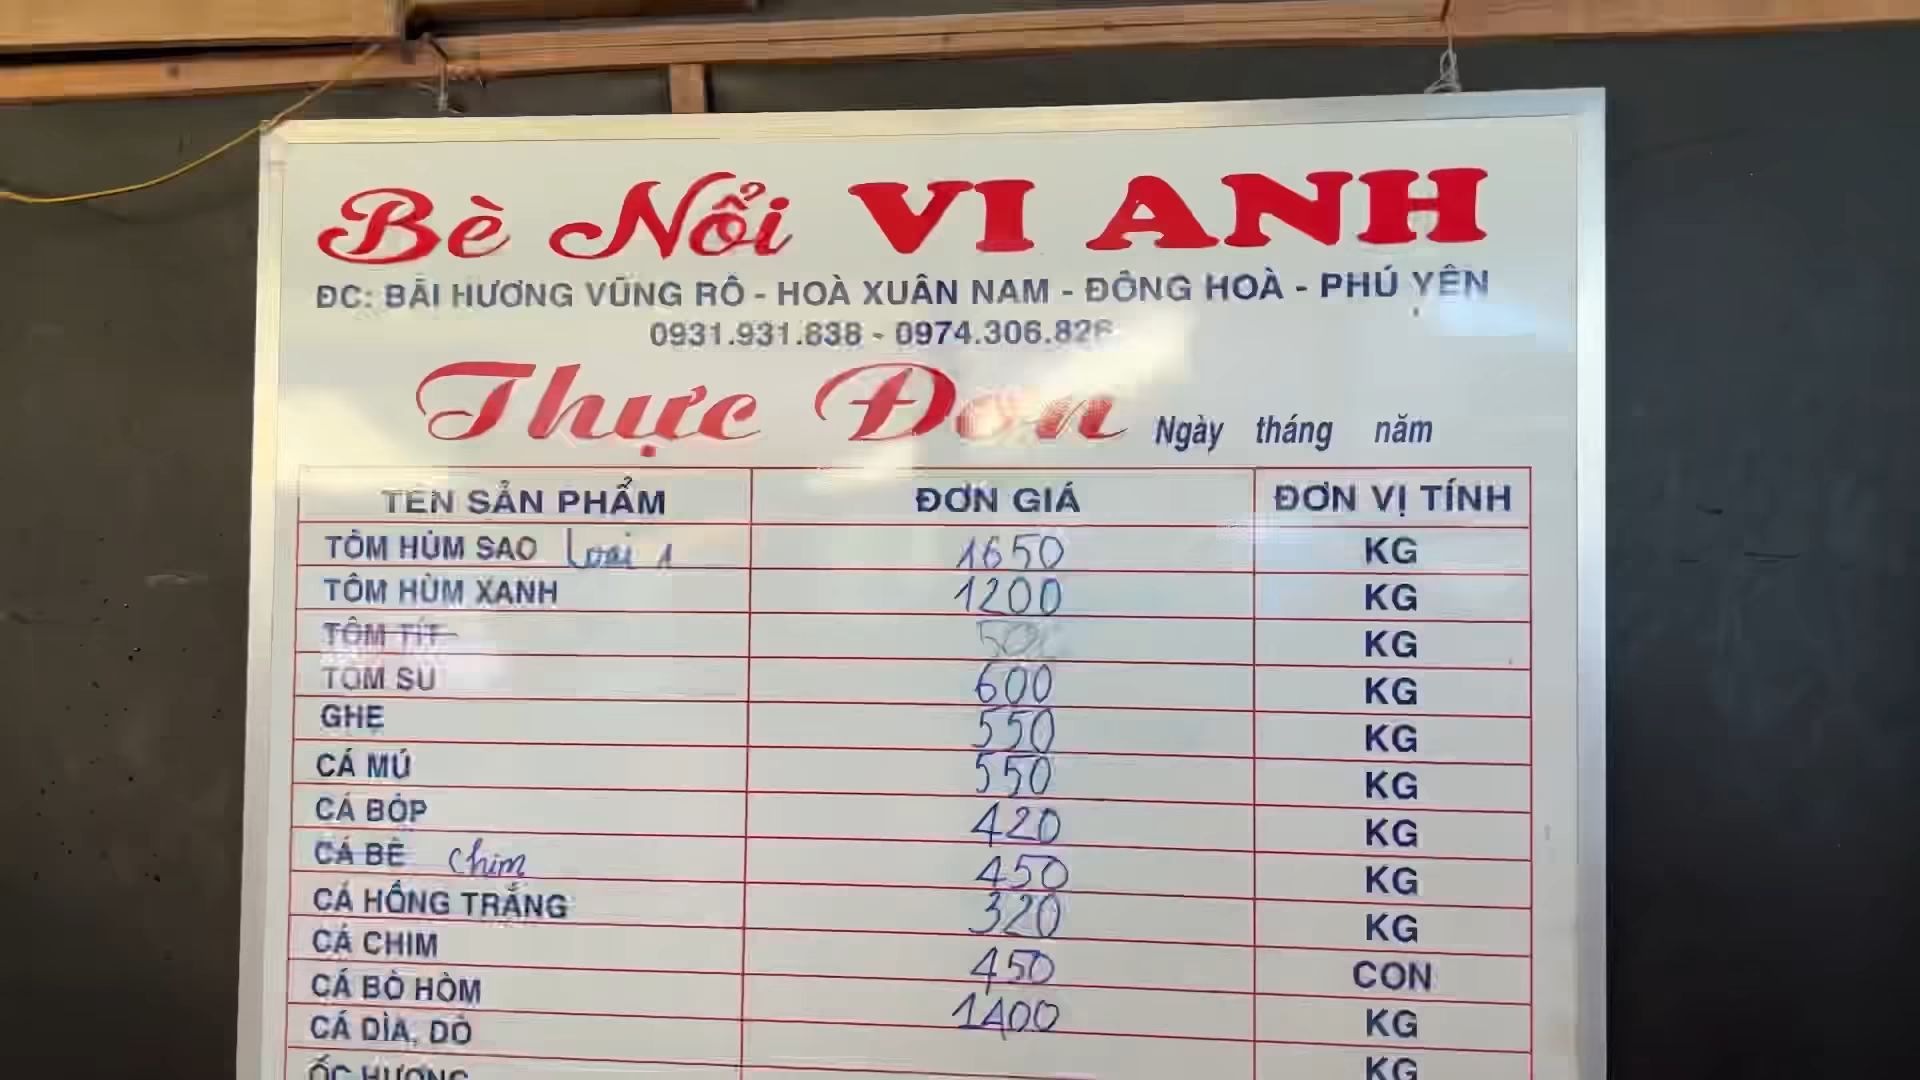 Bè Nổi VI ANH
ĐC: BÃI HƯƠNG VŨNG RÔ - HOÀ XUÂN NAM - ĐÔNG HOÀ - PHÚ YÊN
0931.931.838 - 0974.306.826
Thực Đơn Ngày tháng năm
TÊN SẢN PHẨM ĐƠN GIÁ ĐƠN VỊ TÍNH
TÔM HÙM SAO Loại 1 1650 KG
TÔM HÙM XANH 1200 KG
TÔM TÍT KG
TÔM SÚ 600 KG
GHẸ 550 KG
CÁ MÚ 550 KG
CÁ BÓP 420 KG
CÁ BÈ Chim 450 KG
CÁ HỒNG TRẮNG 320 KG
CÁ CHIM 450 CON
CÁ BÒ HÒM 1400 KG
CÁ DÌA, DÒ KG
ỐC HƯƠNG